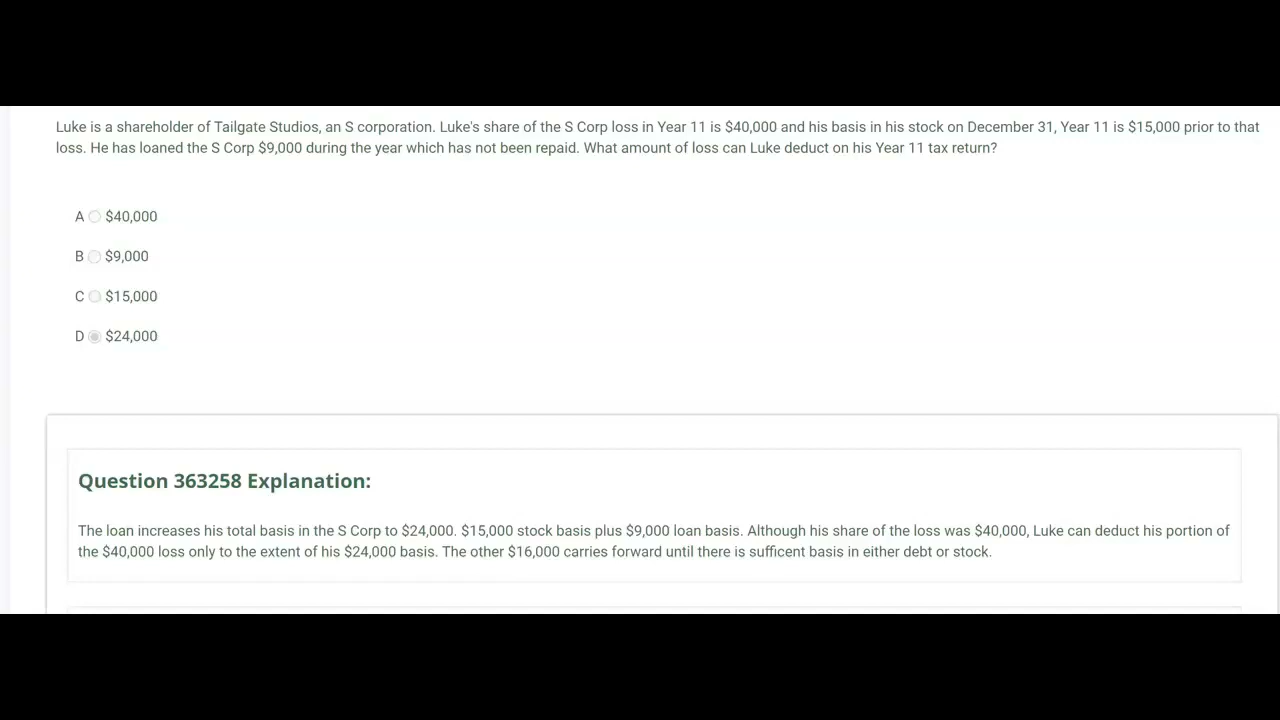 Luke is a shareholder of Tailgate Studios, an S corporation. Luke's share of the S Corp loss in Year 11 is $40,000 and his basis in his stock on December 31, Year 11 is $15,000 prior to that
loss. He has loaned the S Corp $9,000 during the year which has not been repaid. What amount of loss can Luke deduct on his Year 11 tax return?
A $40,000
B $9,000
C $15,000
D $24,000
Question 363258 Explanation:
The loan increases his total basis in the S Corp to $24,000. $15,000 stock basis plus $9,000 loan basis. Although his share of the loss was $40,000, Luke can deduct his portion of
the $40,000 loss only to the extent of his $24,000 basis. The other $16,000 carries forward until there is sufficent basis in either debt or stock.